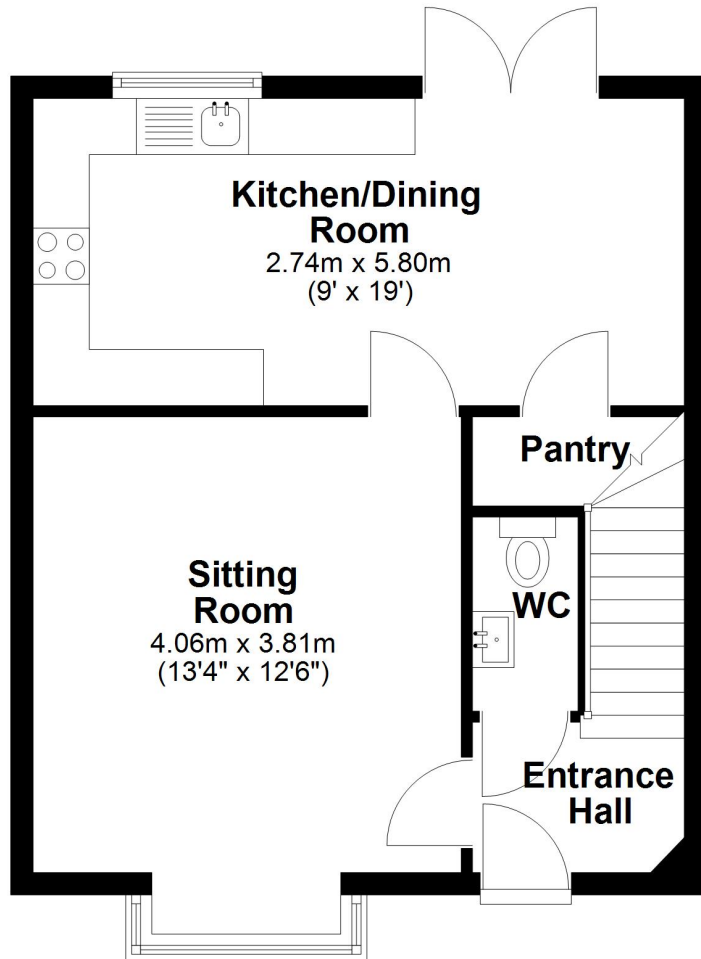 Kitchen/Dining
Room
2.74m x 5.80m
(9' x 19')
Pantry
Sitting
Room
4.06m x 3.81m
(13'4" x 12'6")
WC
Entrance
Hall